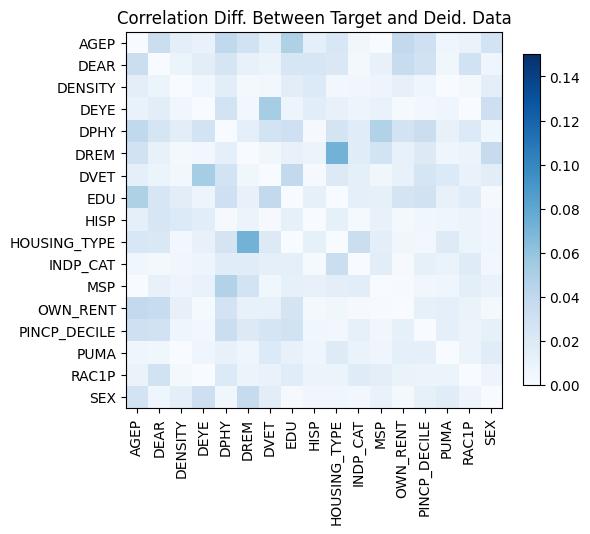 Correlation Diff. Between Target and Deid. Data
AGEP
DEAR
DENSITY
DEYE
DPHY
DREM
DVET
EDU
HISP
HOUSING_TYPE
INDP_CAT
MSP
OWN_RENT
PINCP_DECILE
PUMA
RAC1P
SEX
AGEP
DEAR
DENSITY
DEYE
DPHY
DREM
DVET
EDU
HISP
HOUSING_TYPE
INDP_CAT
MSP
OWN_RENT
PINCP_DECILE
PUMA
RAC1P
SEX
0.14
0.12
0.10
0.08
0.06
0.04
0.02
0.00